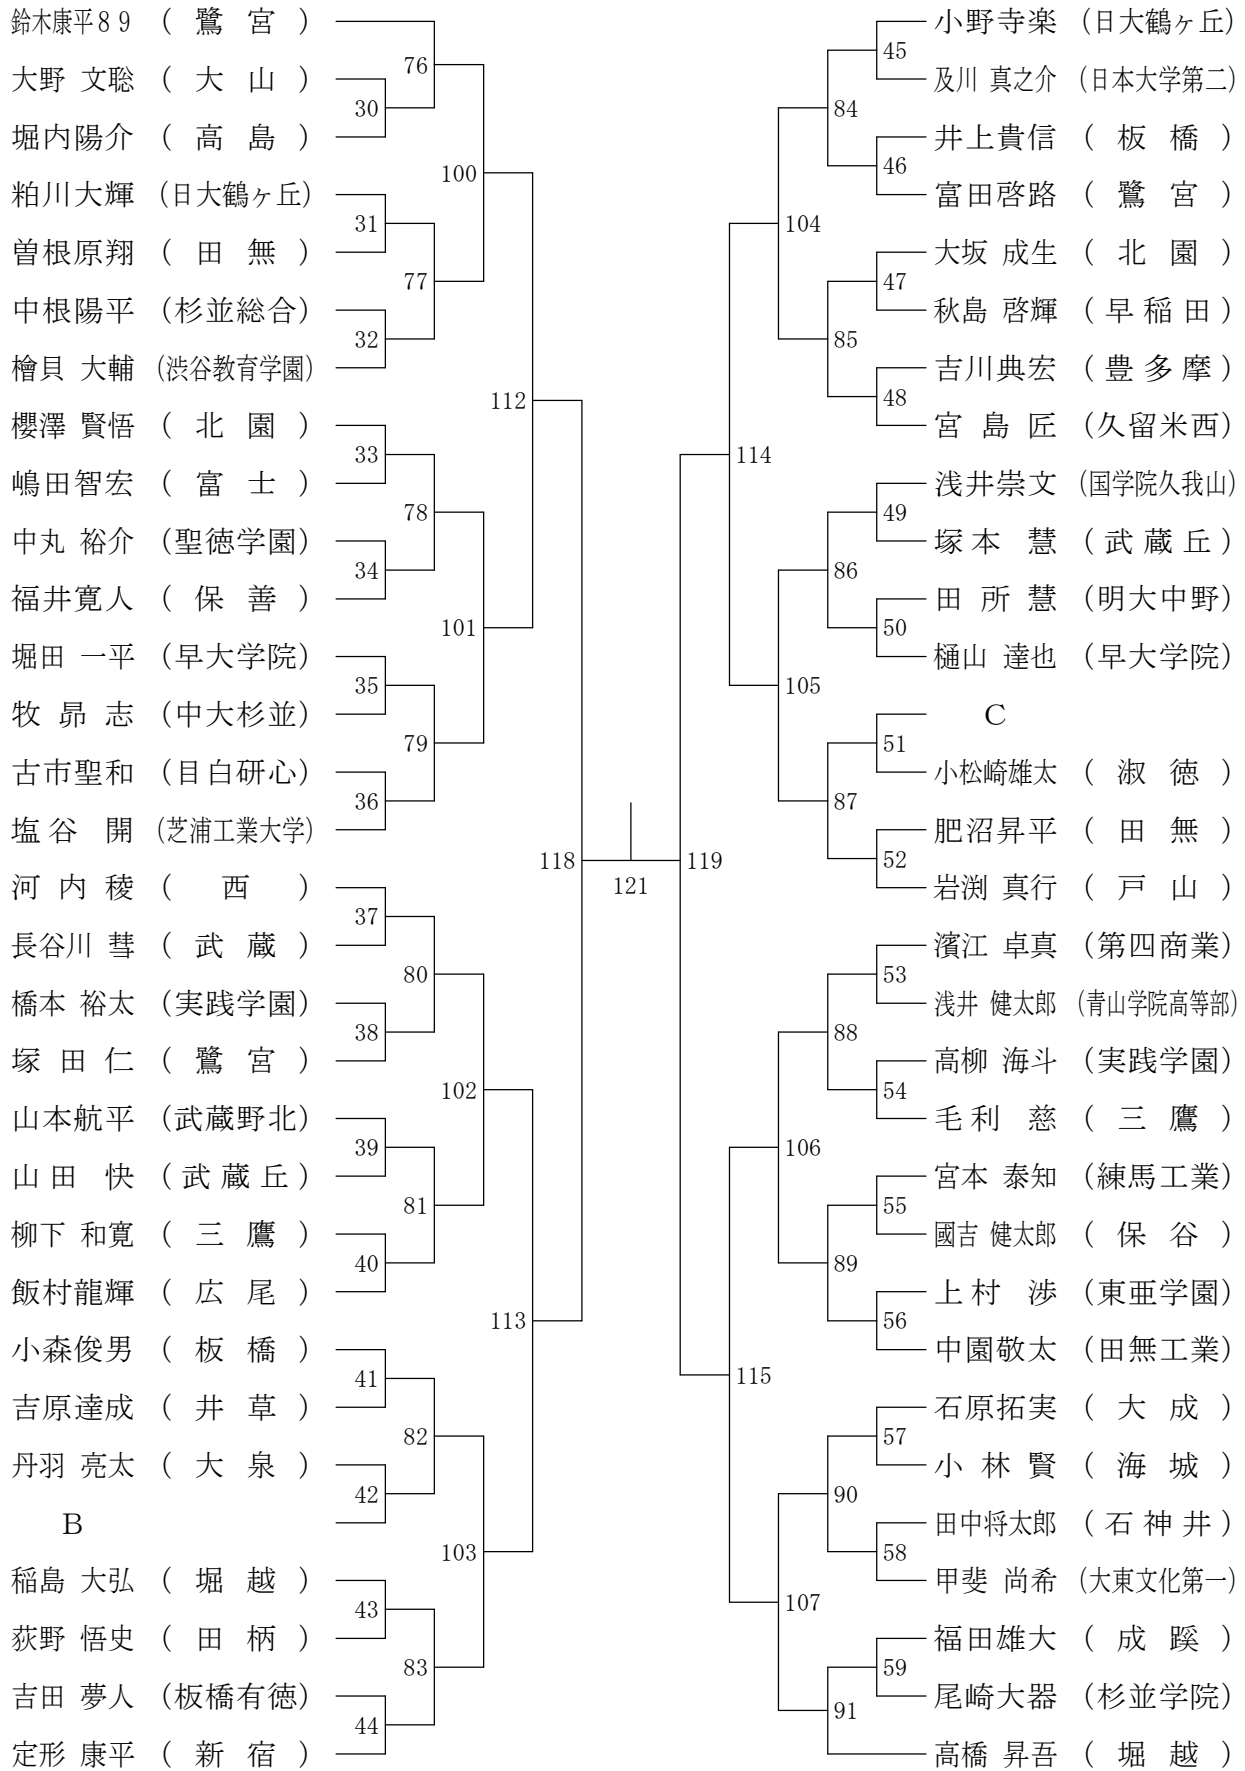 鈴木康平89 (鷺宮)
76
大野 文聡 (大山)
30
堀内陽介 (高島)
100
粕川大輝 (日大鶴ヶ丘)
31
曽根原翔 (田無)
77
中根陽平 (杉並総合)
32
檜貝 大輔 (渋谷教育学園)
112
櫻澤 賢悟 (北園)
33
嶋田智宏 (富士)
78
中丸 裕介 (聖徳学園)
34
福井寛人 (保善)
101
堀田 一平 (早大学院)
35
牧昴志 (中大杉並)
79
古市聖和 (目白研心)
36
塩谷 開 (芝浦工業大学)
118
河内稜 (西)
37
長谷川 彗 (武蔵)
80
橋本 裕太 (実践学園)
38
塚田仁 (鷺宮)
102
山本航平 (武蔵野北)
39
山田 快 (武蔵丘)
81
柳下 和寛 (三鷹)
40
飯村龍輝 (広尾)
113
小森俊男 (板橋)
41
吉原達成 (井草)
82
丹羽 亮太 (大泉)
42
B
103
稲島 大弘 (堀越)
43
荻野 悟史 (田柄)
83
吉田 夢人 (板橋有徳)
44
定形 康平 (新宿)
121
小野寺楽 (日大鶴ヶ丘)
45
及川 真之介 (日本大学第二)
84
井上貴信 (板橋)
46
富田啓路 (鷺宮)
104
大坂 成生 (北園)
47
秋島 啓輝 (早稲田)
85
吉川典宏 (豊多摩)
48
宮島匠 (久留米西)
114
浅井崇文 (国学院久我山)
49
塚本 慧 (武蔵丘)
86
田所慧 (明大中野)
50
樋山 達也 (早大学院)
105
C
51
小松崎雄太 (淑徳)
87
肥沼昇平 (田無)
52
岩渕 真行 (戸山)
119
濱江 卓真 (第四商業)
53
浅井 健太郎 (青山学院高等部)
88
高柳 海斗 (実践学園)
54
毛利 慈 (三鷹)
106
宮本 泰知 (練馬工業)
55
國吉 健太郎 (保谷)
89
上村 渉 (東亜学園)
56
中園敬太 (田無工業)
115
石原拓実 (大成)
57
小林賢 (海城)
90
田中将太郎 (石神井)
58
甲斐 尚希 (大東文化第一)
107
福田雄大 (成蹊)
59
尾崎大器 (杉並学院)
91
高橋 昇吾 (堀越)